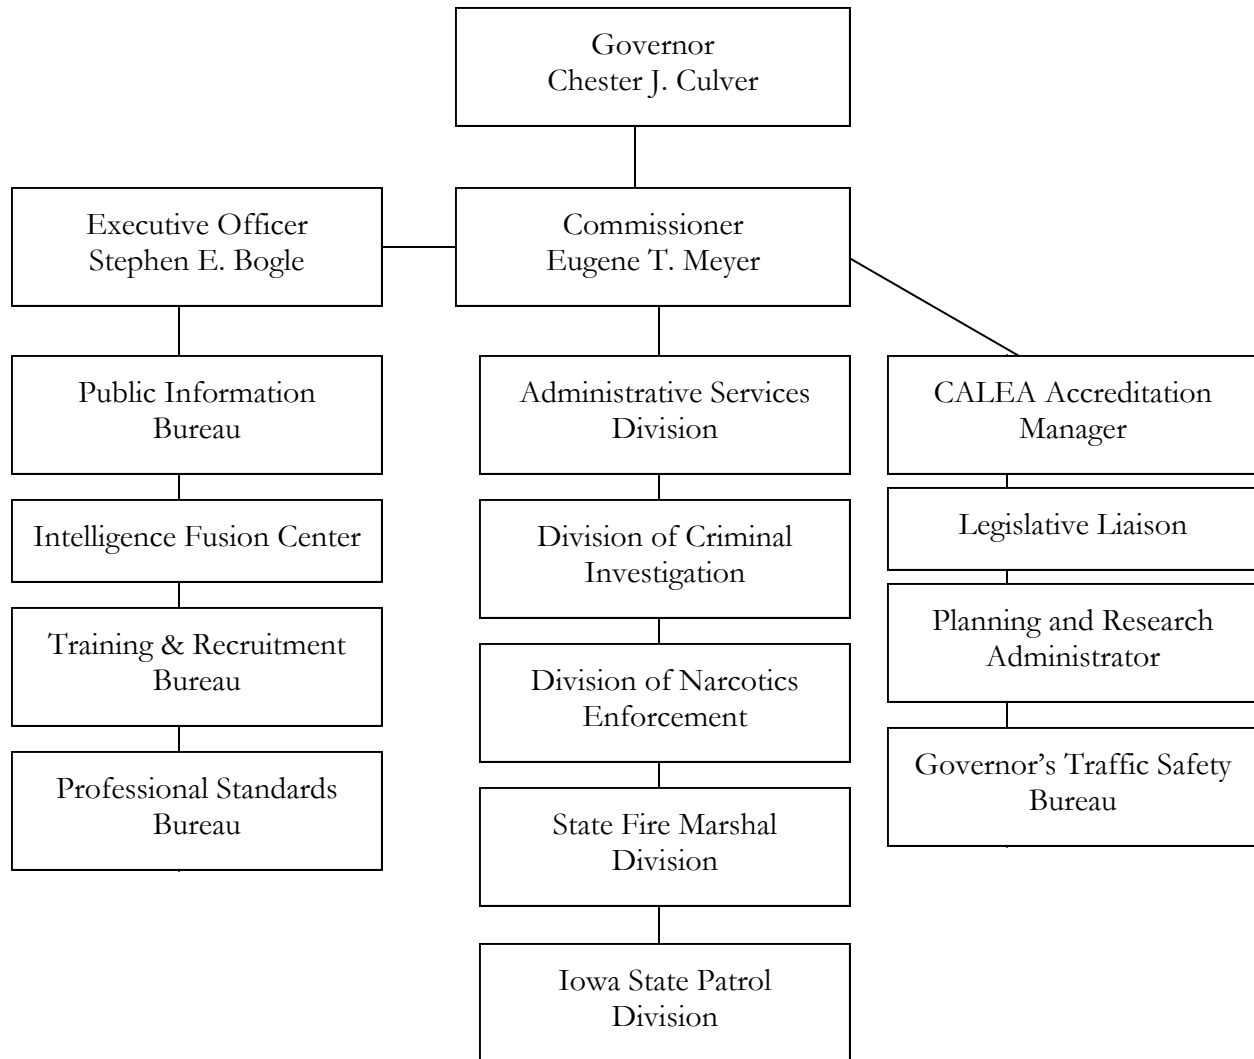 Governor
Chester J. Culver
Executive Officer
Stephen E. Bogle
Commissioner
Eugene T. Meyer
Public Information
Bureau
Intelligence Fusion Center
Training & Recruitment
Bureau
Professional Standards
Bureau
Administrative Services
Division
Division of Criminal
Investigation
Division of Narcotics
Enforcement
State Fire Marshal
Division
Iowa State Patrol
Division
CALEA Accreditation
Manager
Legislative Liaison
Planning and Research
Administrator
Governor’s Traffic Safety
Bureau